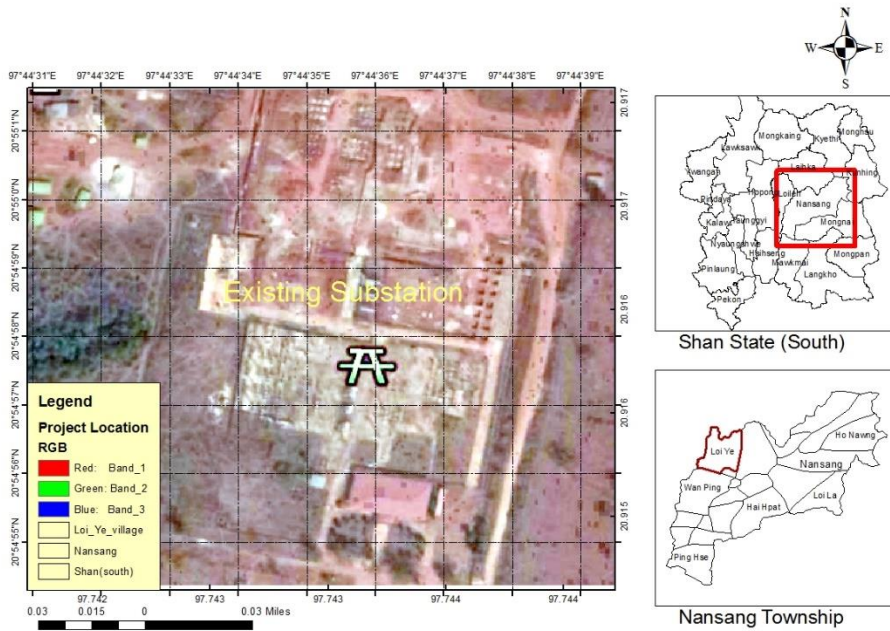 N
W E
S
97°44'31"E 97°44'32"E 97°44'33"E 97°44'34"E 97°44'35"E 97°44'36"E 97°44'37"E 97°44'38"E 97°44'39"E
20°55'1"N
20°55'0"N
20°54'59"N
20°54'58"N
20°54'57"N
20°54'56"N
20°54'55"N
20.917
20.917
20.916
20.916
20.915
Existing Substation
Legend
Project Location
RGB
Red: Band_1
Green: Band_2
Blue: Band_3
Loi_Ye_village
Nansang
Shan(south)
97.742 97.743 97.743 97.744 97.744
0.03 0.015 0 0.03 Miles
Mongkaing
Kyethi
Monghsu
Lawksawk
Laihka
Kunhing
Ywangan
Hopong
Loilen
Pindaya
Nansang
Kalaw
Taunggyi
Mongnai
Nyaungshwe
Hsihseng
Mawkmai
Mongpan
Pinlaung
Langkho
Pekon
Shan State (South)
Loi Ye
Ho Nawng
Nansang
Wan Ping
Loi La
Hai Hpat
Ping Hse
Nansang Township